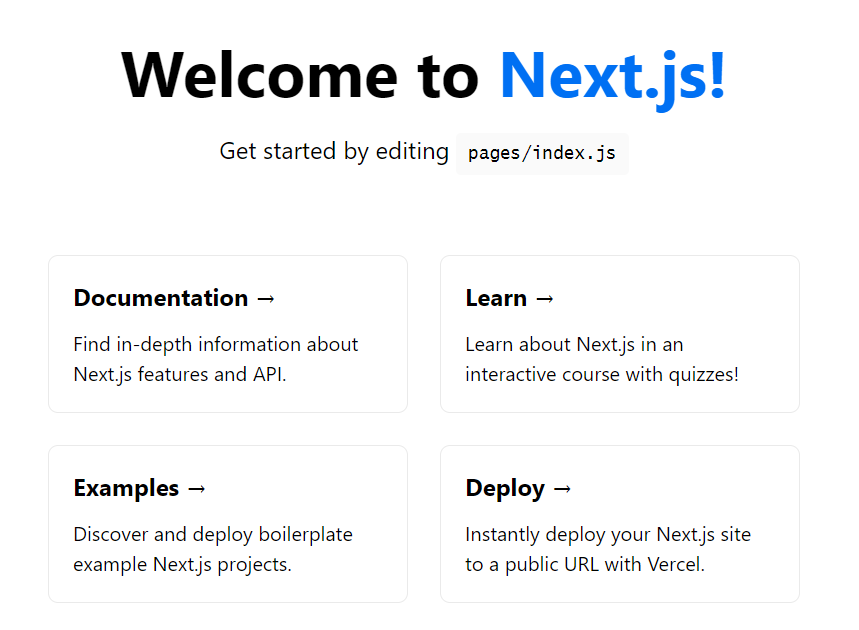 Welcome to Next.js!
Get started by editing pages/index.js
Documentation →
Find in-depth information about
Next.js features and API.
Learn →
Learn about Next.js in an
interactive course with quizzes!
Examples →
Discover and deploy boilerplate
example Next.js projects.
Deploy →
Instantly deploy your Next.js site
to a public URL with Vercel.